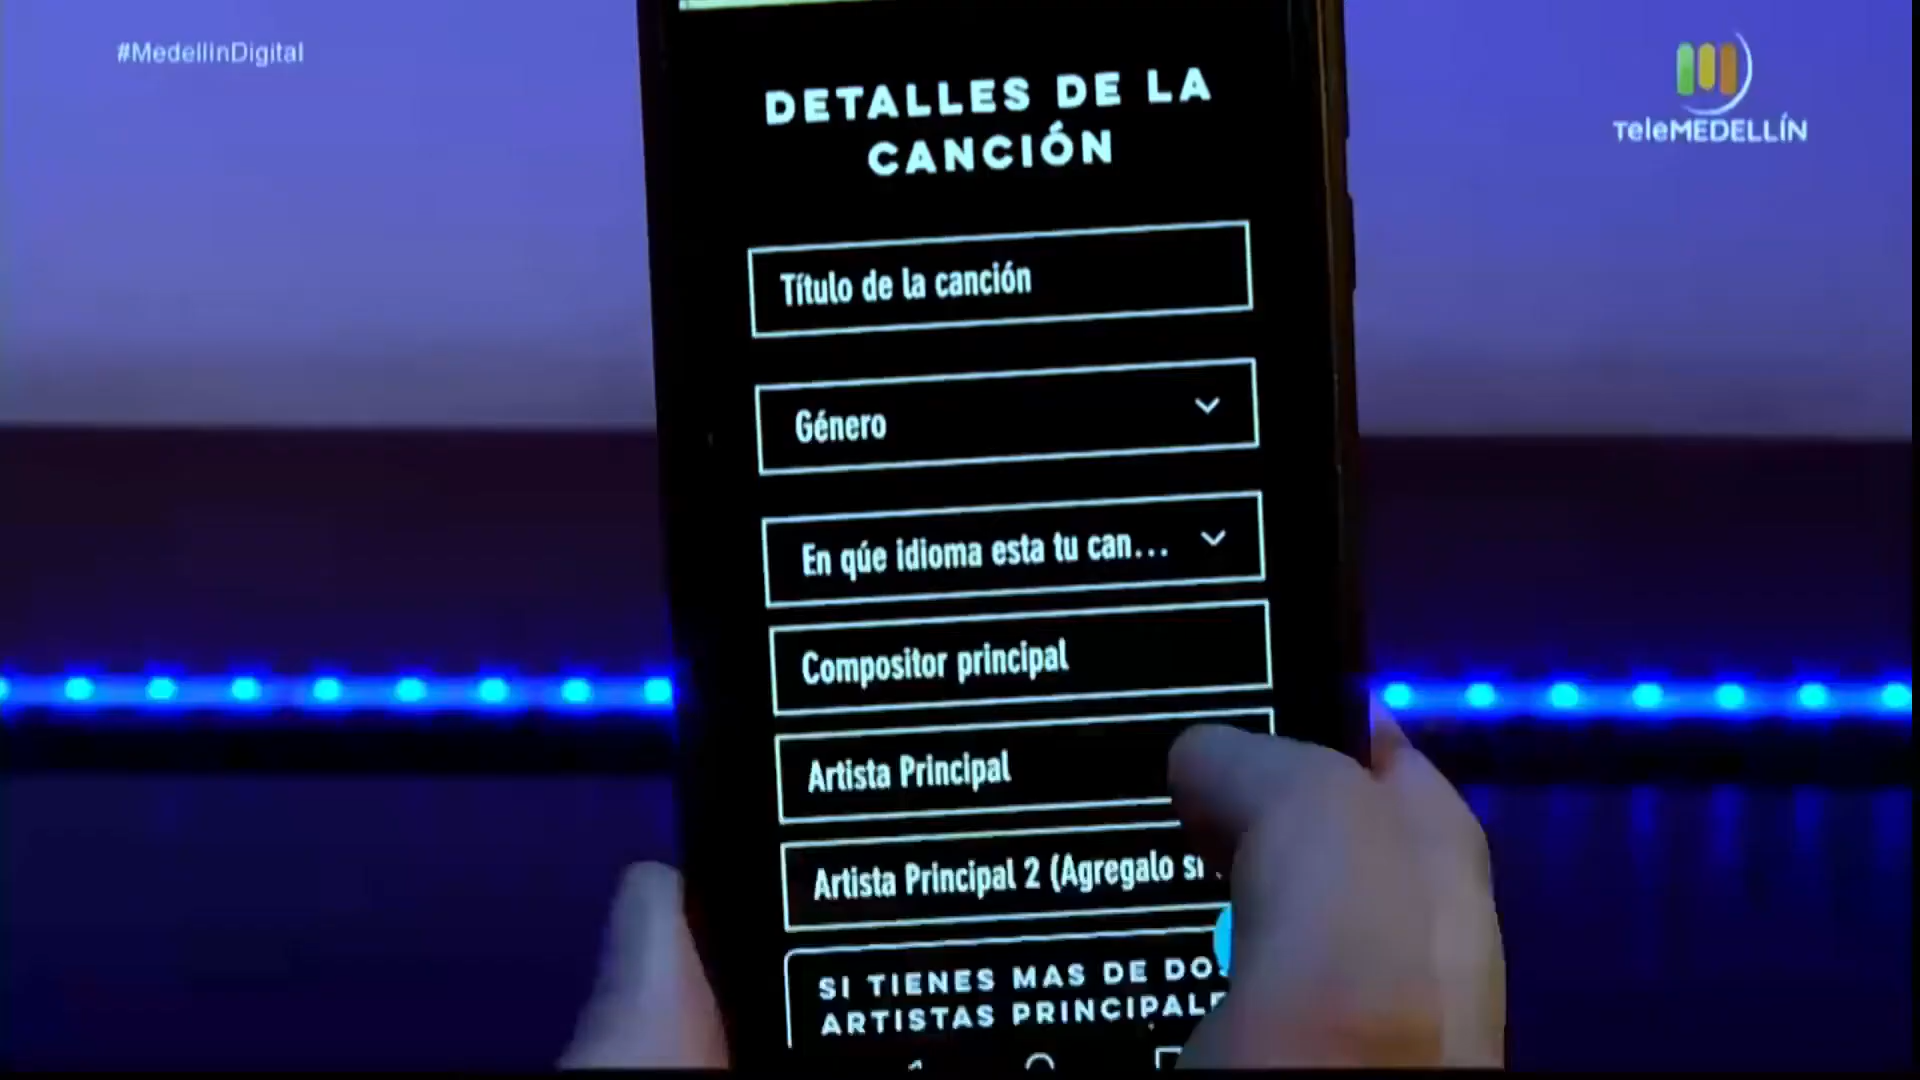 #MedellinDigital
TeleMEDELLÍN
DETALLES DE LA
CANCIÓN
Título de la canción
Género
En qúe idioma esta tu can...
Compositor principal
Artista Principal
Artista Principal 2 (Agregalo si
SI TIENES MAS DE DOS
ARTISTAS PRINCIPALE